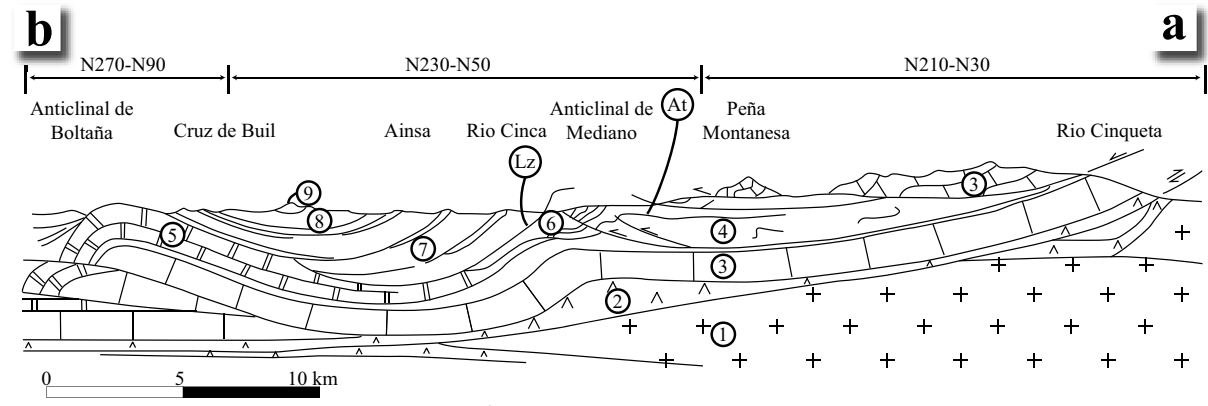 b
a
N270-N90
N230-N50
N210-N30
Anticlinal de
Boltaña
Cruz de Buil
Ainsa
Rio Cinca
Anticlinal de
Mediano
At
Peña
Montanesa
Rio Cinqueta
Lz
9
8
7
6
5
4
3
3
2
1
0
5
10 km